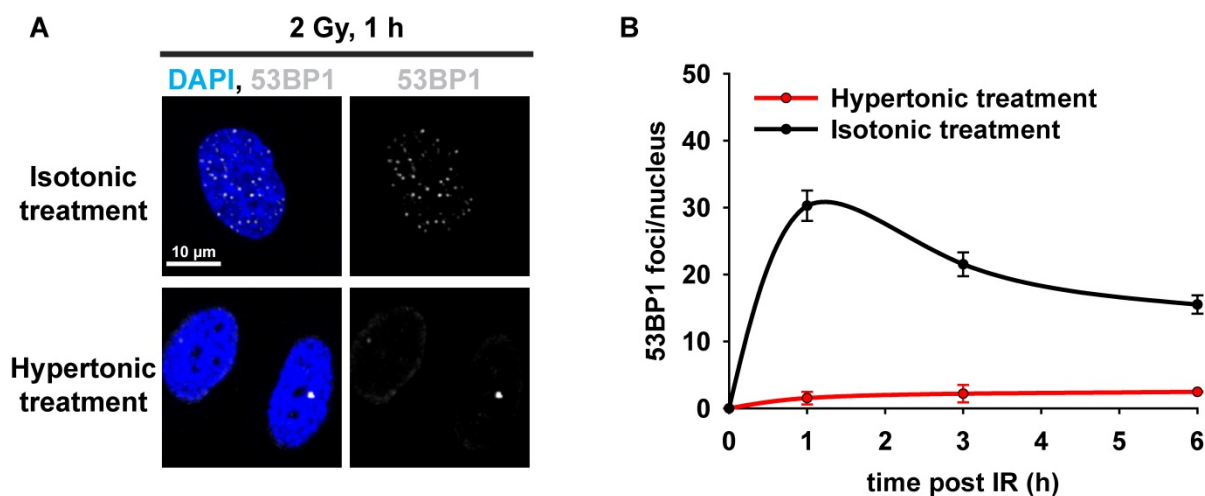 A
2 Gy, 1 h
DAPI, 53BP1
53BP1
Isotonic
treatment
10 µm
Hypertonic
treatment
B
50
40
30
20
10
0
53BP1 foci/nucleus
Hypertonic treatment
Isotonic treatment
0 1 2 3 4 5 6
time post IR (h)